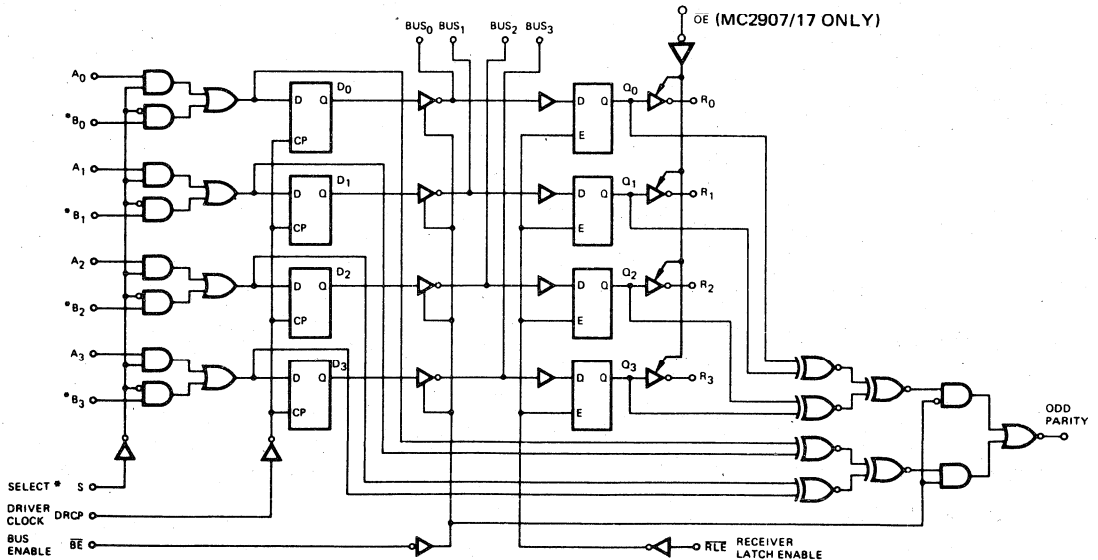 OE (MC2907/17 ONLY)
BUS0 BUS1 BUS2 BUS3
A0
*B0
D Q D0
CP
D Q0
E
R0
A1
*B1
D Q D1
CP
D Q1
E
R1
A2
*B2
D Q D2
CP
D Q2
E
R2
A3
*B3
D Q D3
CP
D Q3
E
R3
ODD
PARITY
SELECT * S
DRIVER
CLOCK DRCP
BUS
ENABLE BE
RLE RECEIVER
LATCH ENABLE